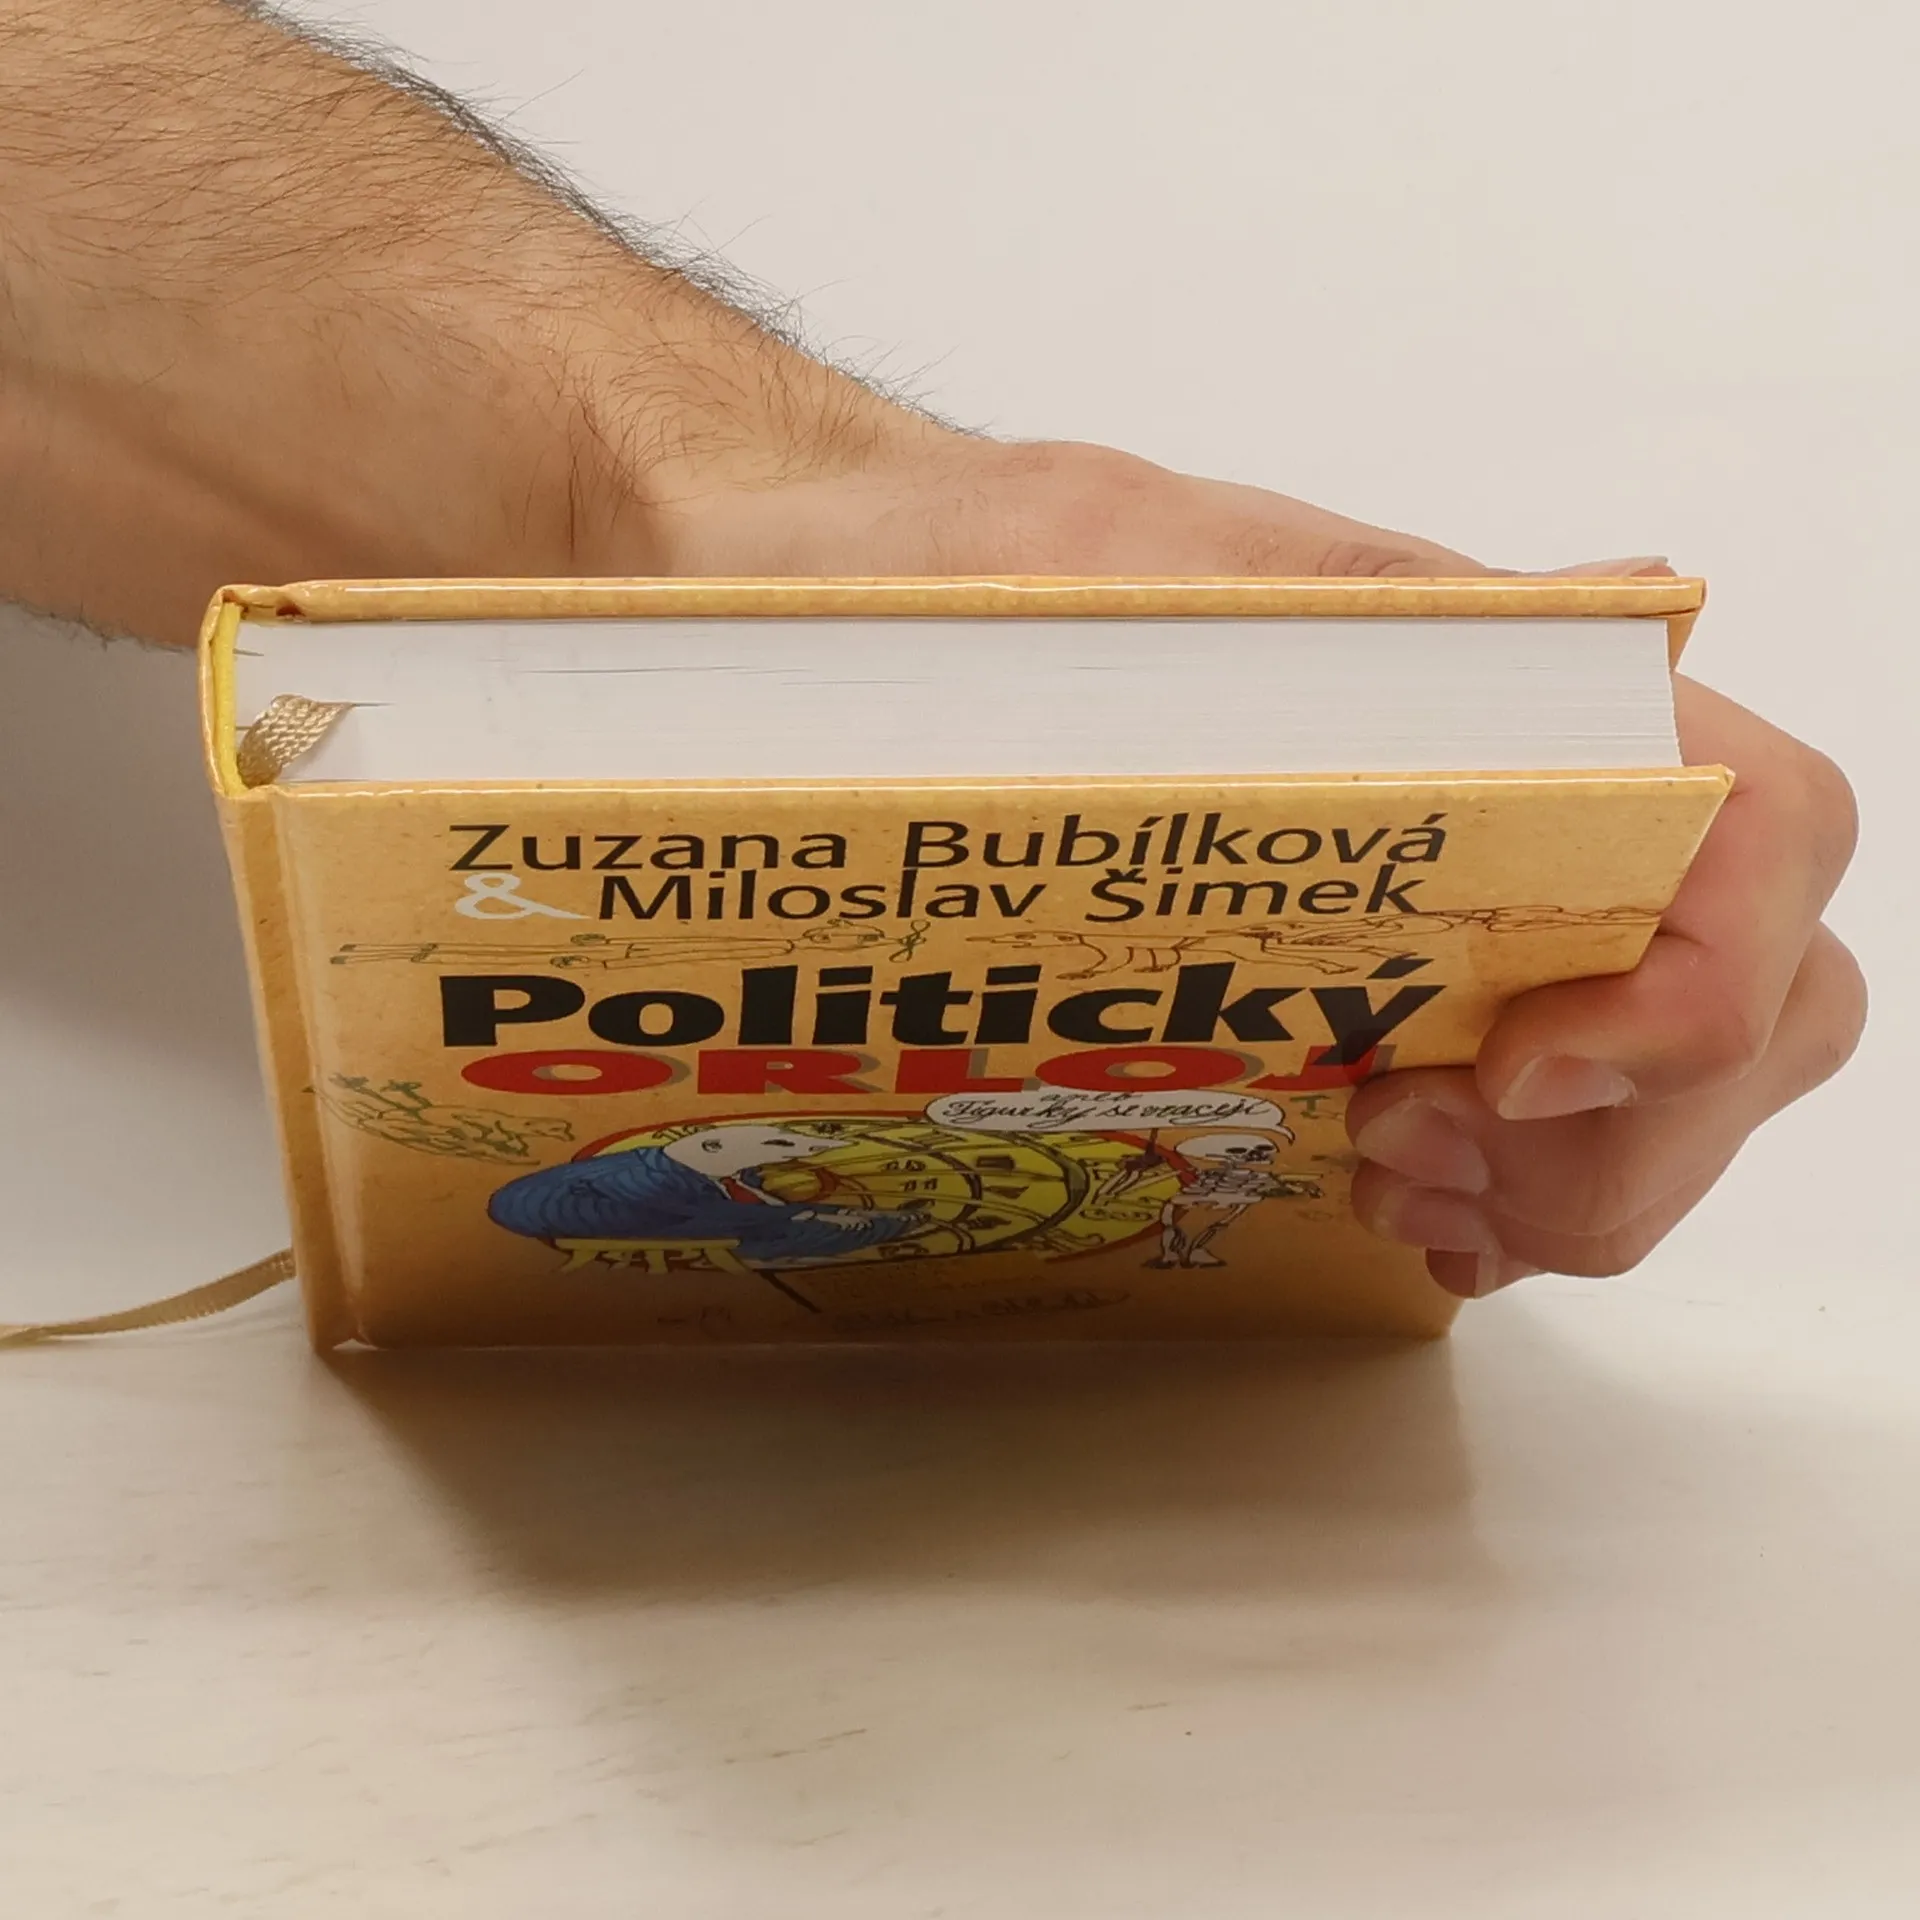 Zuzana Bubílková
& Miloslav Šimek
Politický
ORLOJ
aneb
Figurky se vracejí